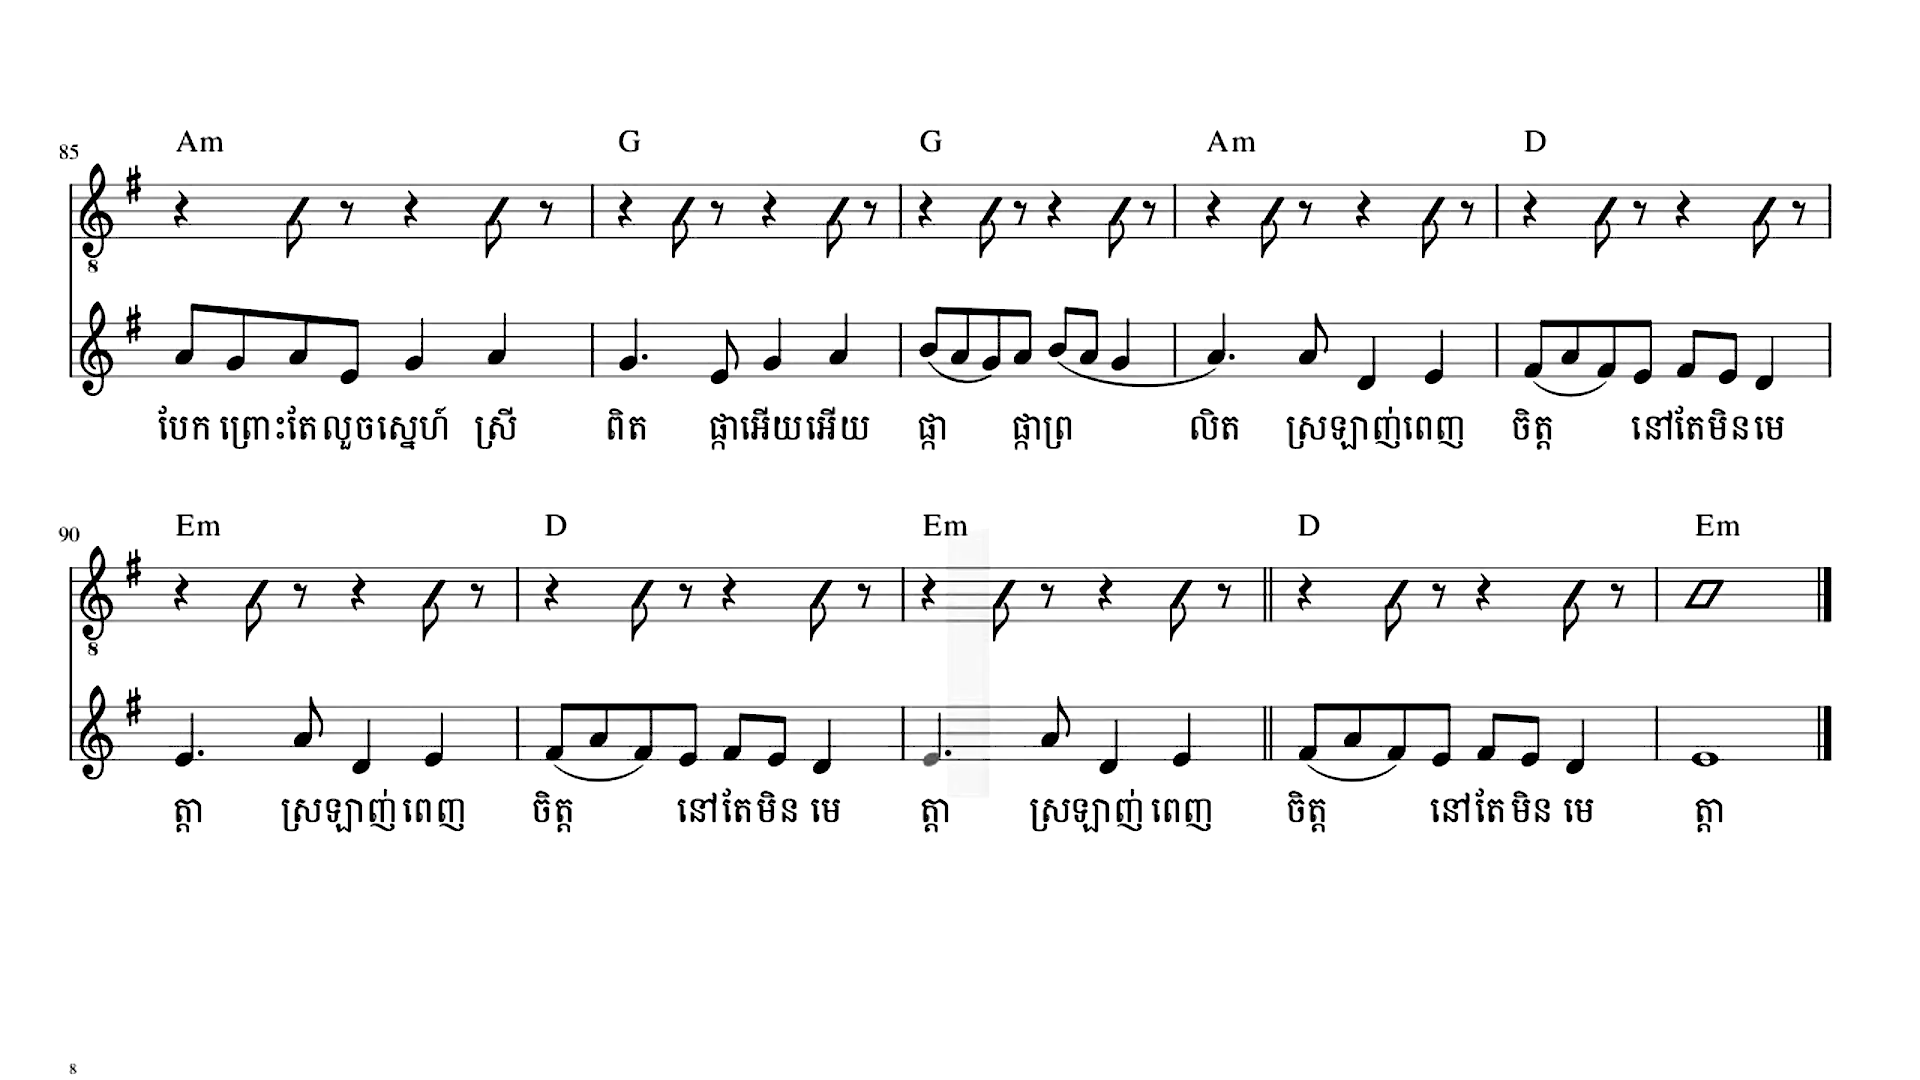 Am G G Am D
85
8
បែក ព្រោះតែលួចស្នេហ៍ ស្រី ពិត ផ្កាអើយអើយ ផ្កា ផ្កាព្រ លិត ស្រឡាញ់ពេញ ចិត្ត នៅតែមិនមេ
Em D Em D Em
90
8
ត្តា ស្រឡាញ់ ពេញ ចិត្ត នៅតែមិន មេ ត្តា ស្រឡាញ់ ពេញ ចិត្ត នៅតែមិន មេ ត្តា
8